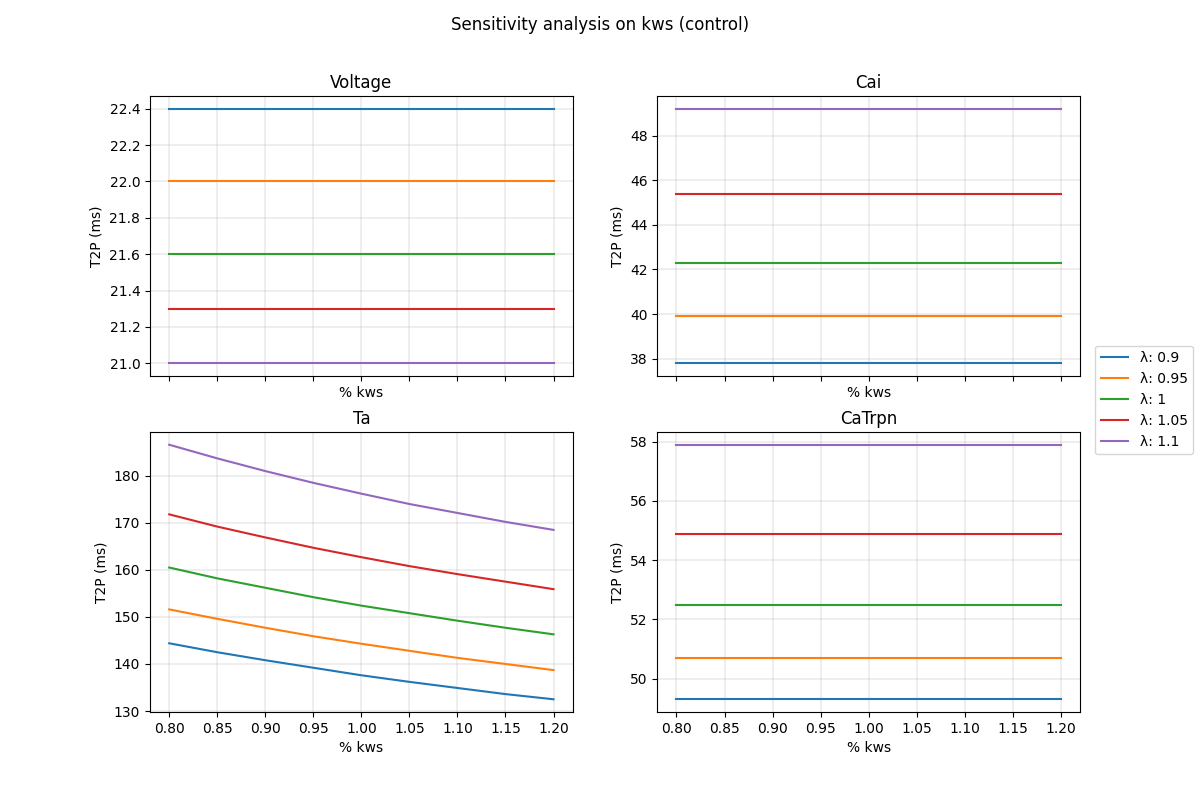 Sensitivity analysis on kws (control)
Voltage
22.4
22.2
22.0
21.8
21.6
21.4
21.2
21.0
T2P (ms)
% kws
Cai
48
46
44
42
40
38
T2P (ms)
% kws
Ta
180
170
160
150
140
130
T2P (ms)
0.80 0.85 0.90 0.95 1.00 1.05 1.10 1.15 1.20
% kws
CaTrpn
58
56
54
52
50
T2P (ms)
0.80 0.85 0.90 0.95 1.00 1.05 1.10 1.15 1.20
% kws
λ: 0.9
λ: 0.95
λ: 1
λ: 1.05
λ: 1.1